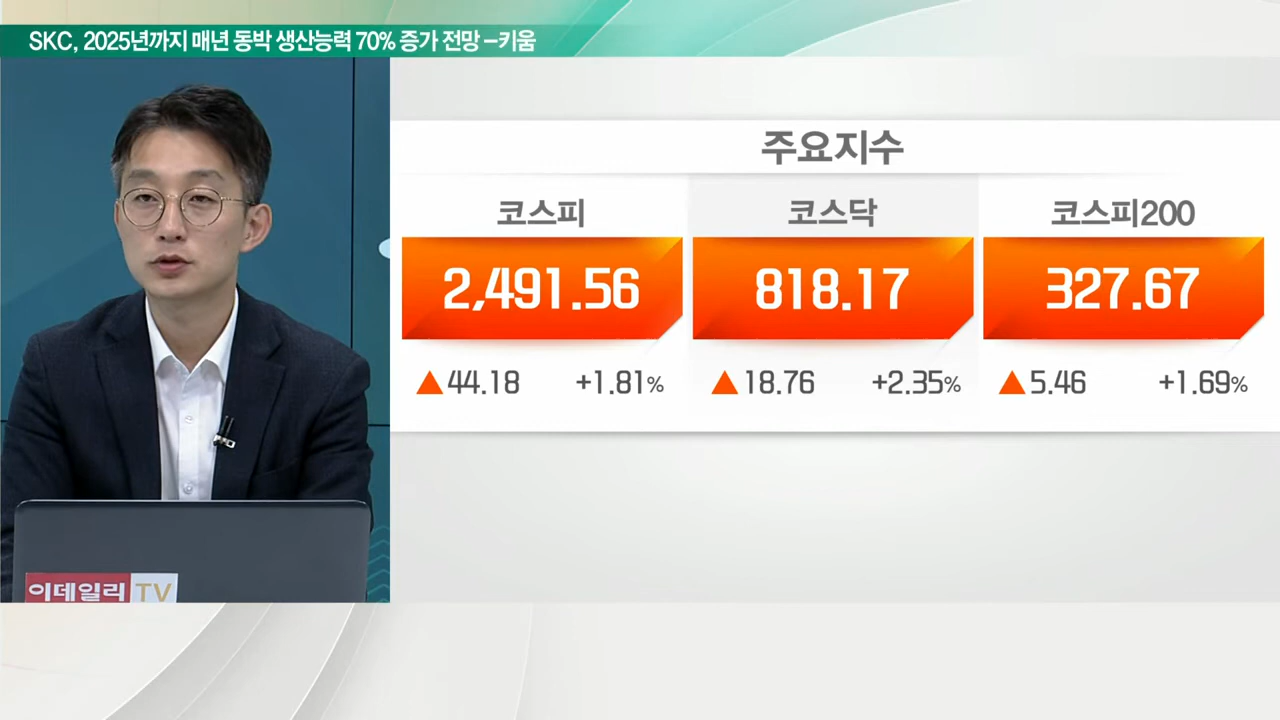 SKC, 2025년까지 매년 동박 생산능력 70% 증가 전망 -키움
주요지수
코스피 코스닥 코스피200
2,491.56 818.17 327.67
▲ 44.18 +1.81% ▲ 18.76 +2.35% ▲ 5.46 +1.69%
이데일리 TV